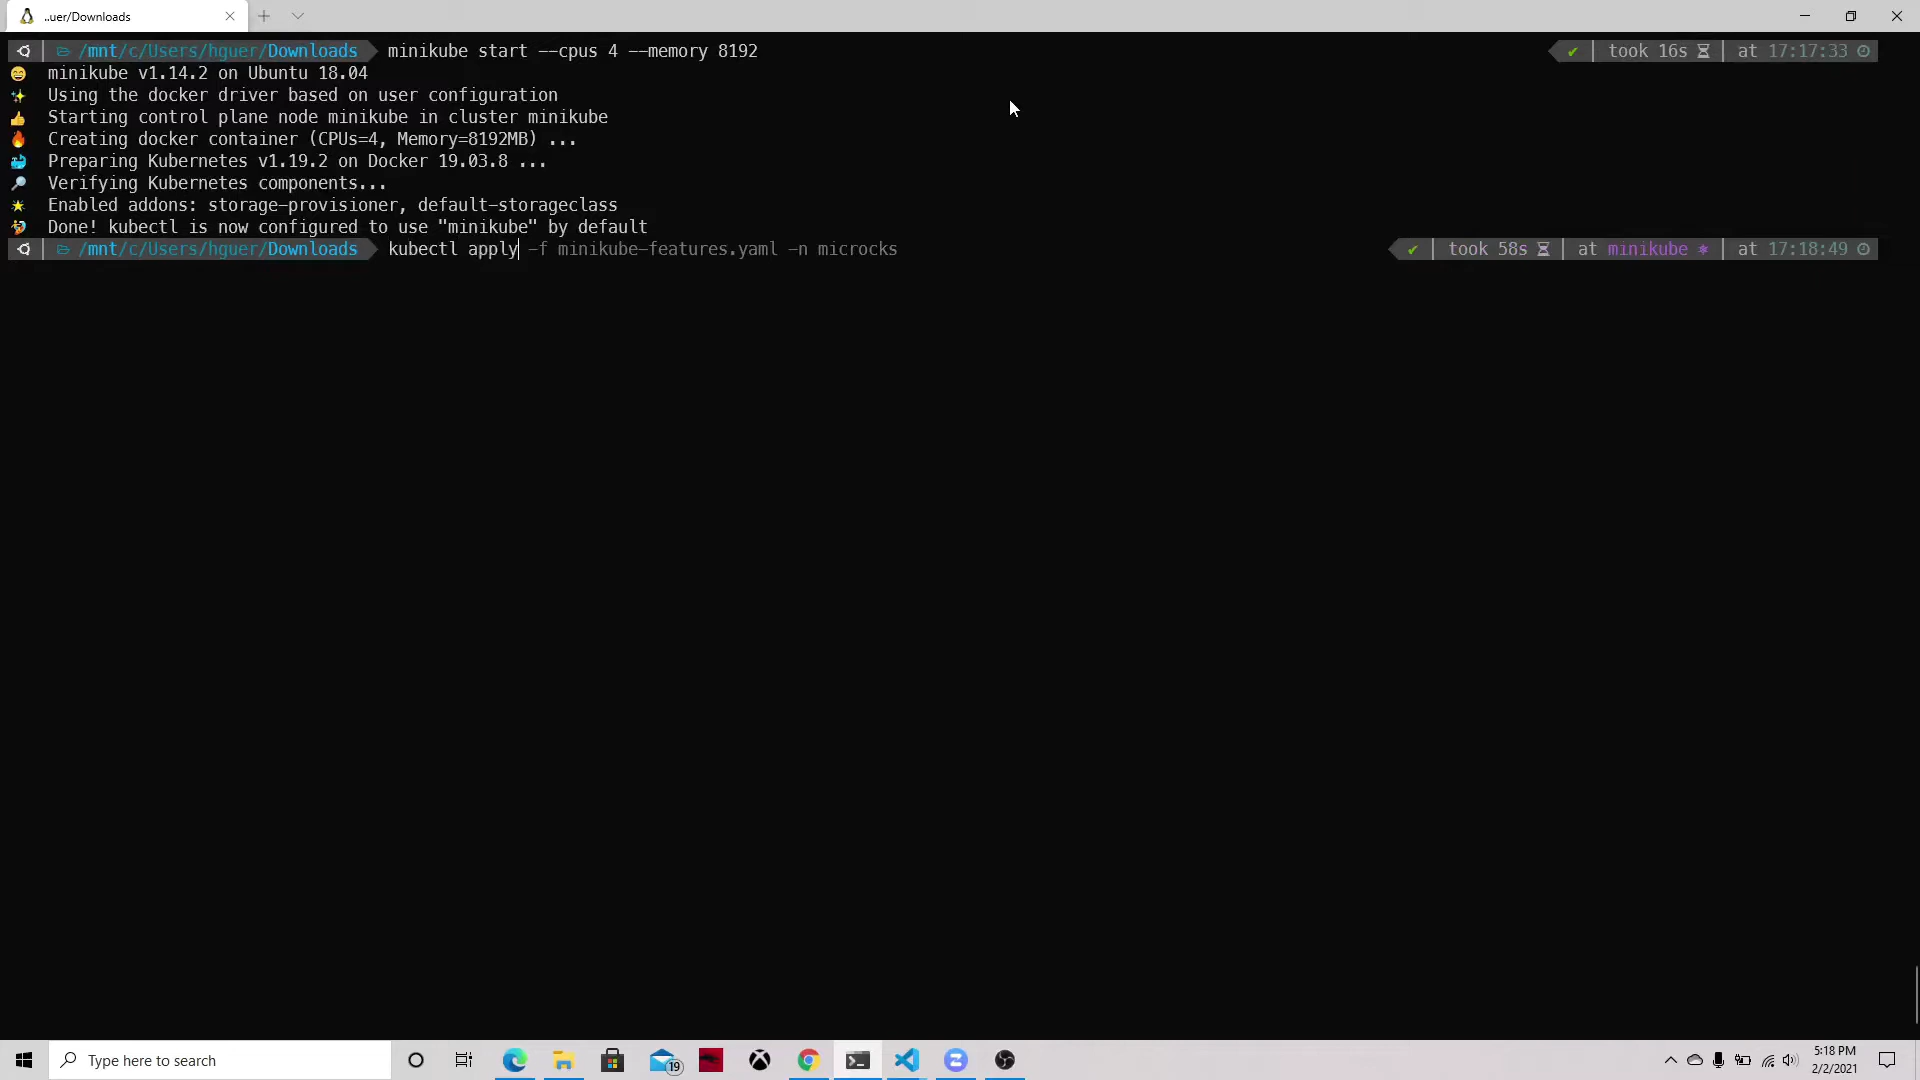 ..uer/Downloads
/mnt/c/Users/hguer/Downloads minikube start --cpus 4 --memory 8192 ✔ took 16s at 17:17:33
minikube v1.14.2 on Ubuntu 18.04
Using the docker driver based on user configuration
Starting control plane node minikube in cluster minikube
Creating docker container (CPUs=4, Memory=8192MB) ...
Preparing Kubernetes v1.19.2 on Docker 19.03.8 ...
Verifying Kubernetes components...
Enabled addons: storage-provisioner, default-storageclass
Done! kubectl is now configured to use "minikube" by default
/mnt/c/Users/hguer/Downloads kubectl apply -f minikube-features.yaml -n microcks ✔ took 58s at minikube at 17:18:49
Type here to search
19
5:18 PM
2/2/2021